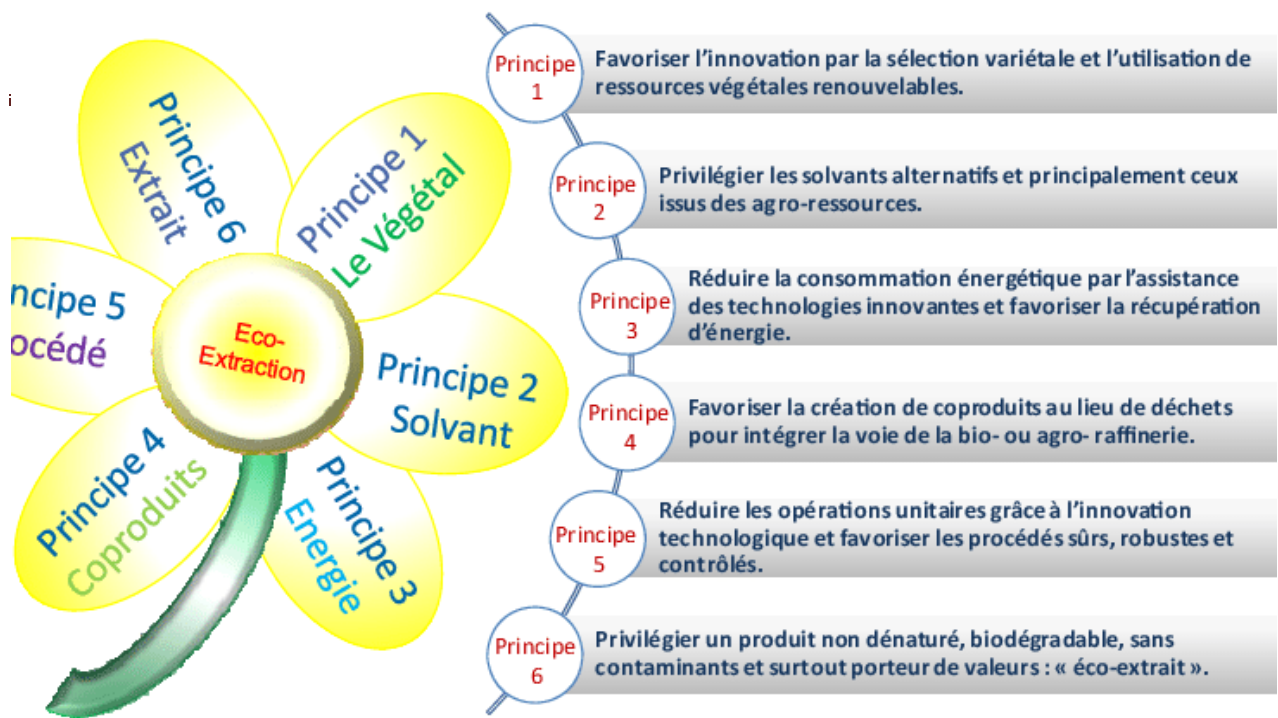 i
Principe 6
Extrait
Principe 1
Le Végétal
ncipe 5
océdé
Eco-
Extraction
Principe 2
Solvant
Principe 4
Coproduits
Principe 3
Energie
Principe
1
Favoriser l’innovation par la sélection variétale et l’utilisation de
ressources végétales renouvelables.
Principe
2
Privilégier les solvants alternatifs et principalement ceux
issus des agro-ressources.
Principe
3
Réduire la consommation énergétique par l’assistance
des technologies innovantes et favoriser la récupération
d’énergie.
Principe
4
Favoriser la création de coproduits au lieu de déchets
pour intégrer la voie de la bio- ou agro- raffinerie.
Principe
5
Réduire les opérations unitaires grâce à l’innovation
technologique et favoriser les procédés sûrs, robustes et
contrôlés.
Principe
6
Privilégier un produit non dénaturé, biodégradable, sans
contaminants et surtout porteur de valeurs : « éco-extrait ».